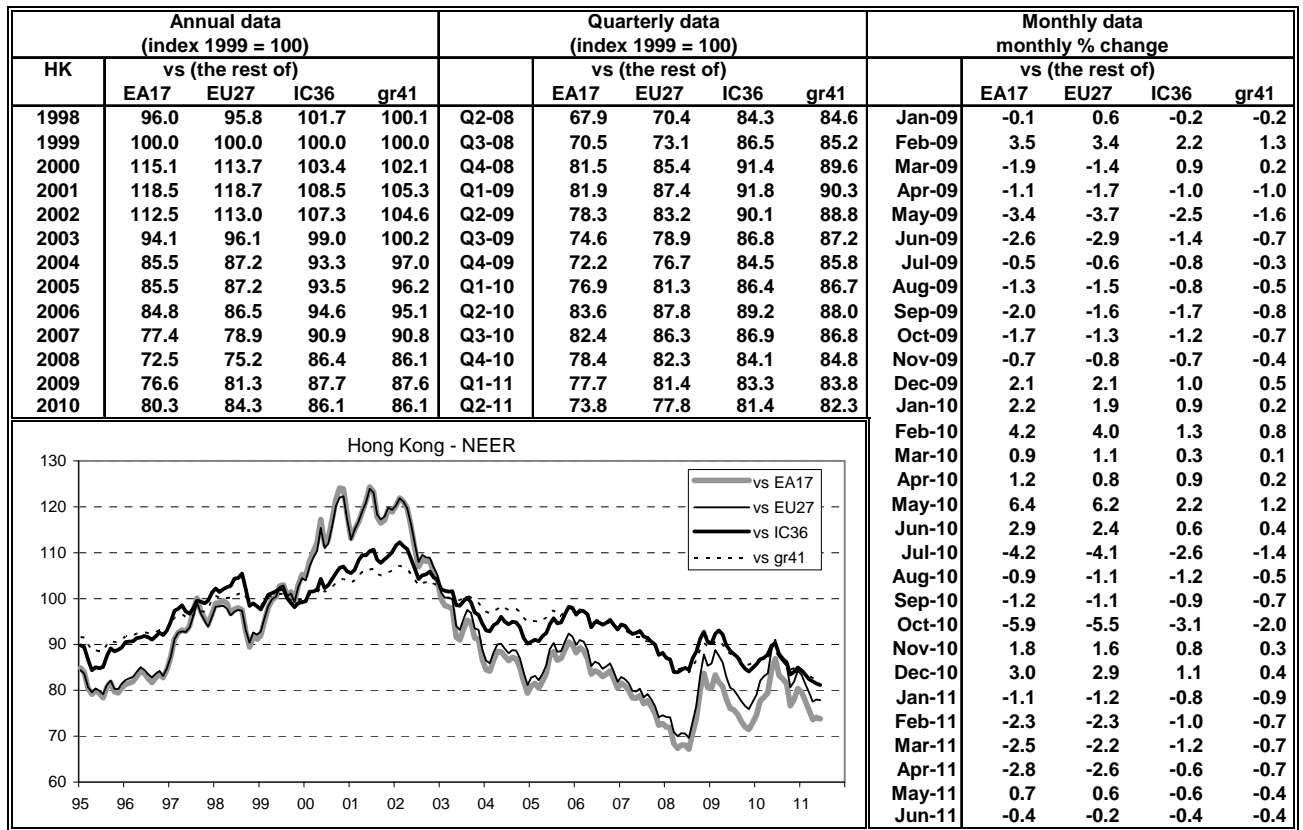 Annual data
(index 1999 = 100)
HK vs (the rest of)
EA17 EU27 IC36 gr41
1998 96.0 95.8 101.7 100.1
1999 100.0 100.0 100.0 100.0
2000 115.1 113.7 103.4 102.1
2001 118.5 118.7 108.5 105.3
2002 112.5 113.0 107.3 104.6
2003 94.1 96.1 99.0 100.2
2004 85.5 87.2 93.3 97.0
2005 85.5 87.2 93.5 96.2
2006 84.8 86.5 94.6 95.1
2007 77.4 78.9 90.9 90.8
2008 72.5 75.2 86.4 86.1
2009 76.6 81.3 87.7 87.6
2010 80.3 84.3 86.1 86.1
Quarterly data
(index 1999 = 100)
vs (the rest of)
EA17 EU27 IC36 gr41
Q2-08 67.9 70.4 84.3 84.6
Q3-08 70.5 73.1 86.5 85.2
Q4-08 81.5 85.4 91.4 89.6
Q1-09 81.9 87.4 91.8 90.3
Q2-09 78.3 83.2 90.1 88.8
Q3-09 74.6 78.9 86.8 87.2
Q4-09 72.2 76.7 84.5 85.8
Q1-10 76.9 81.3 86.4 86.7
Q2-10 83.6 87.8 89.2 88.0
Q3-10 82.4 86.3 86.9 86.8
Q4-10 78.4 82.3 84.1 84.8
Q1-11 77.7 81.4 83.3 83.8
Q2-11 73.8 77.8 81.4 82.3
Monthly data
monthly % change
vs (the rest of)
EA17 EU27 IC36 gr41
Jan-09 -0.1 0.6 -0.2 -0.2
Feb-09 3.5 3.4 2.2 1.3
Mar-09 -1.9 -1.4 0.9 0.2
Apr-09 -1.1 -1.7 -1.0 -1.0
May-09 -3.4 -3.7 -2.5 -1.6
Jun-09 -2.6 -2.9 -1.4 -0.7
Jul-09 -0.5 -0.6 -0.8 -0.3
Aug-09 -1.3 -1.5 -0.8 -0.5
Sep-09 -2.0 -1.6 -1.7 -0.8
Oct-09 -1.7 -1.3 -1.2 -0.7
Nov-09 -0.7 -0.8 -0.7 -0.4
Dec-09 2.1 2.1 1.0 0.5
Jan-10 2.2 1.9 0.9 0.2
Feb-10 4.2 4.0 1.3 0.8
Mar-10 0.9 1.1 0.3 0.1
Apr-10 1.2 0.8 0.9 0.2
May-10 6.4 6.2 2.2 1.2
Jun-10 2.9 2.4 0.6 0.4
Jul-10 -4.2 -4.1 -2.6 -1.4
Aug-10 -0.9 -1.1 -1.2 -0.5
Sep-10 -1.2 -1.1 -0.9 -0.7
Oct-10 -5.9 -5.5 -3.1 -2.0
Nov-10 1.8 1.6 0.8 0.3
Dec-10 3.0 2.9 1.1 0.4
Jan-11 -1.1 -1.2 -0.8 -0.9
Feb-11 -2.3 -2.3 -1.0 -0.7
Mar-11 -2.5 -2.2 -1.2 -0.7
Apr-11 -2.8 -2.6 -0.6 -0.7
May-11 0.7 0.6 -0.6 -0.4
Jun-11 -0.4 -0.2 -0.4 -0.4
Hong Kong - NEER
130
120
110
100
90
80
70
60
vs EA17
vs EU27
vs IC36
vs gr41
95 96 97 98 99 00 01 02 03 04 05 06 07 08 09 10 11